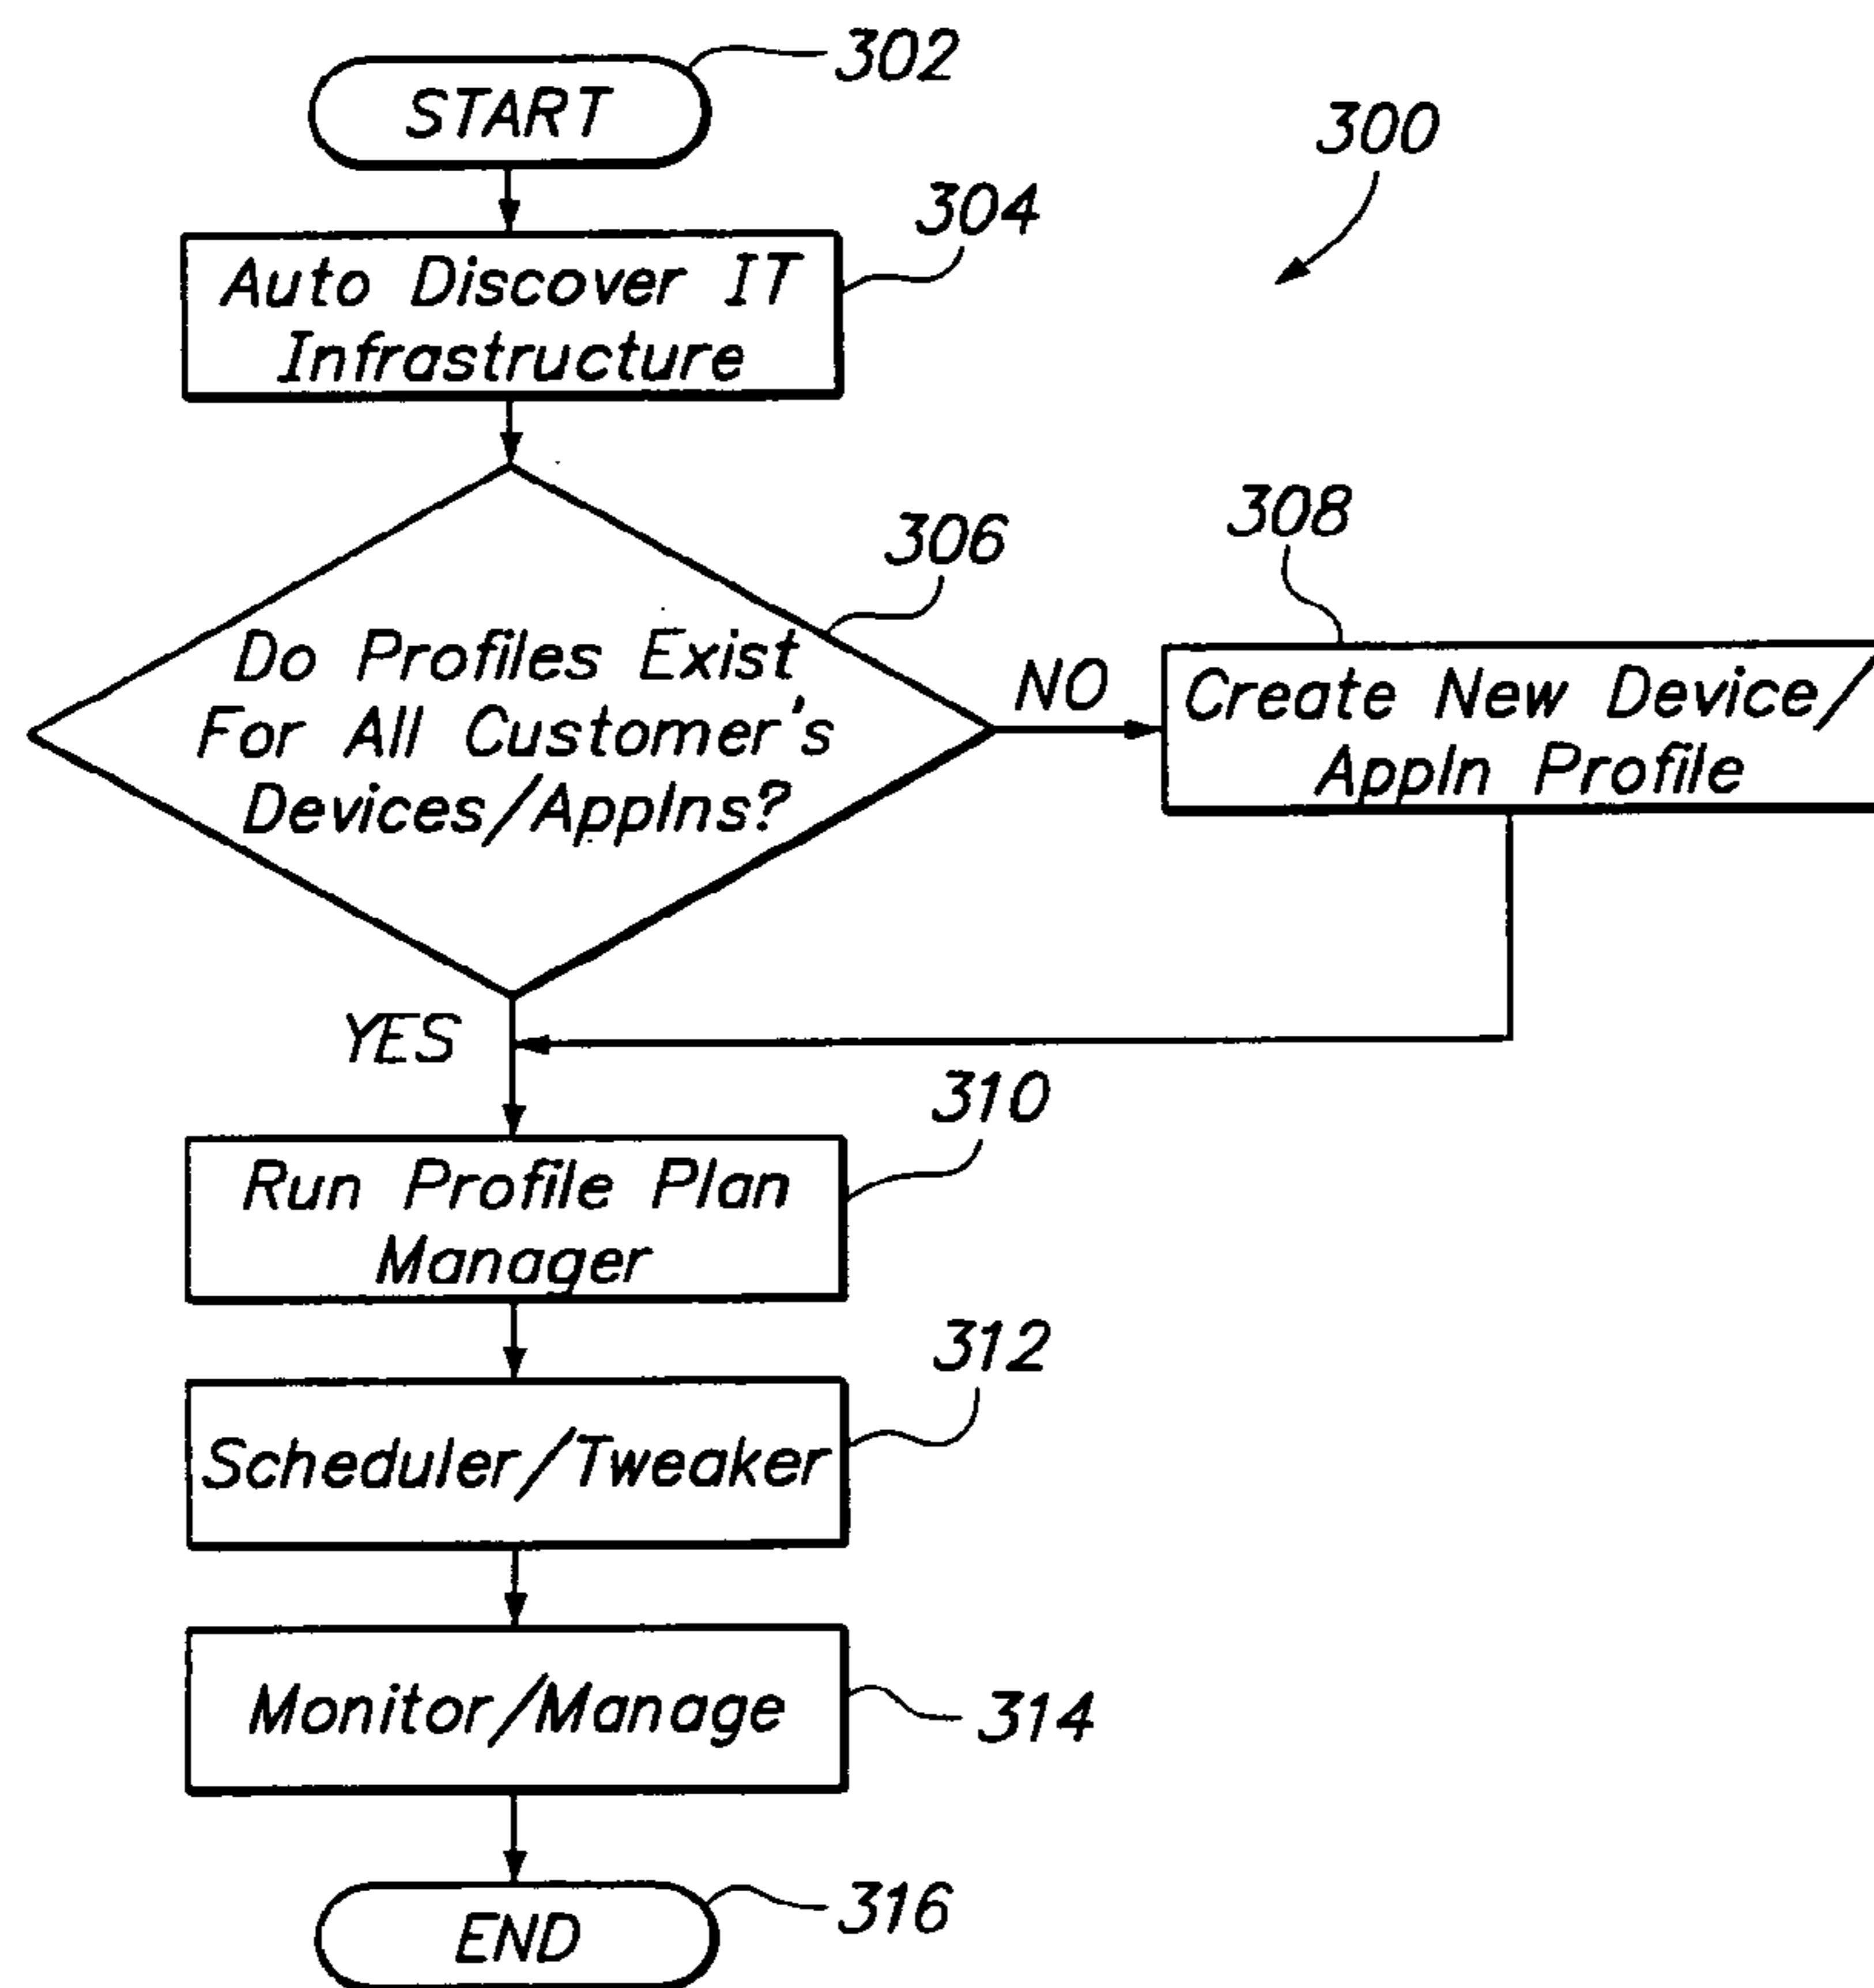 302
START
300
304
Auto Discover IT
Infrastructure
306
308
Do Profiles Exist
For All Customer's
Devices/Applns?
NO
Create New Device/
Appln Profile
YES
310
Run Profile Plan
Manager
312
Scheduler/Tweaker
Monitor/Manage
314
316
END